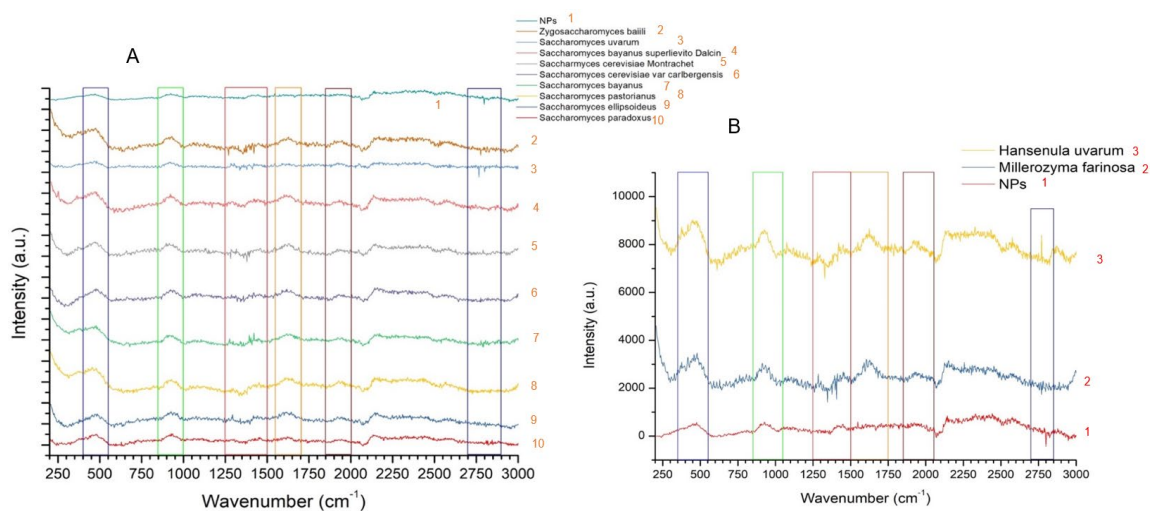 A
NPs 1
Zygosaccharomyces baiili 2
Saccharomyces uvarum 3
Saccharomyces bayanus superlievito Dalcin 4
Saccharmyces cerevisiae Montrachet 5
Saccharomyces cerevisiae var carlbergensis 6
Saccharomyces bayanus 7
Saccharomyces pastorianus 8
Saccharomyces ellipsoideus 9
Saccharomyces paradoxus 10
1
2
3
4
5
6
7
8
9
10
Intensity (a.u.)
250 500 750 1000 1250 1500 1750 2000 2250 2500 2750 3000
Wavenumber (cm-1)
B
Hansenula uvarum 3
Millerozyma farinosa 2
NPs 1
10000
8000
6000
4000
2000
0
3
2
1
Intensity (a.u.)
250 500 750 1000 1250 1500 1750 2000 2250 2500 2750 3000
Wavenumber (cm-1)